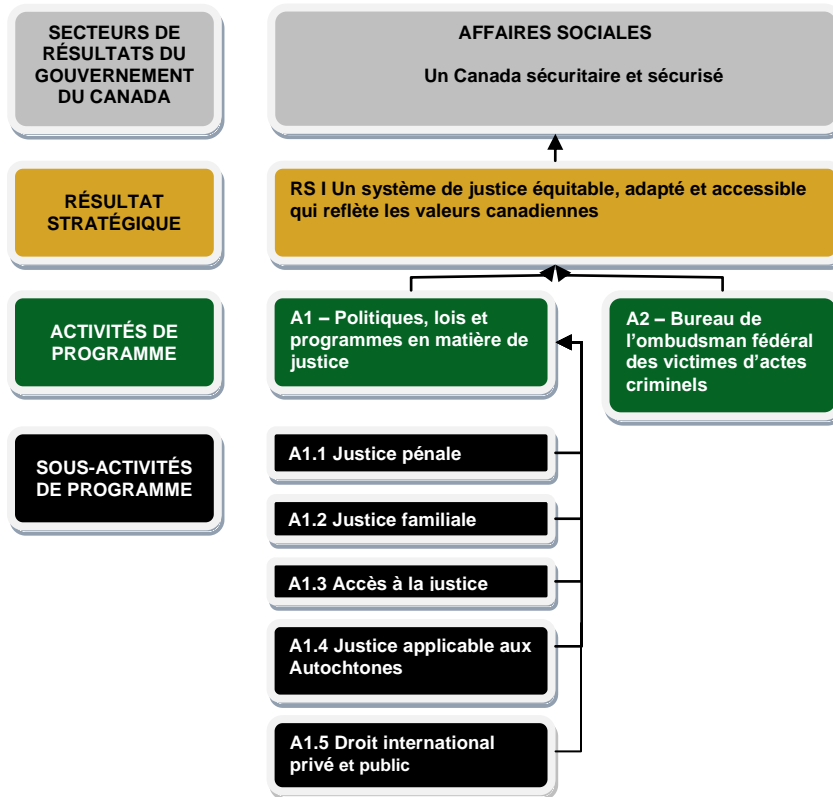 SECTEURS DE
RÉSULTATS DU
GOUVERNEMENT
DU CANADA
AFFAIRES SOCIALES
Un Canada sécuritaire et sécurisé
RÉSULTAT
STRATÉGIQUE
RS I Un système de justice équitable, adapté et accessible
qui reflète les valeurs canadiennes
ACTIVITÉS DE
PROGRAMME
A1 – Politiques, lois et
programmes en matière de
justice
A2 – Bureau de
l’ombudsman fédéral
des victimes d’actes
criminels
SOUS-ACTIVITÉS
DE PROGRAMME
A1.1 Justice pénale
A1.2 Justice familiale
A1.3 Accès à la justice
A1.4 Justice applicable aux
Autochtones
A1.5 Droit international
privé et public